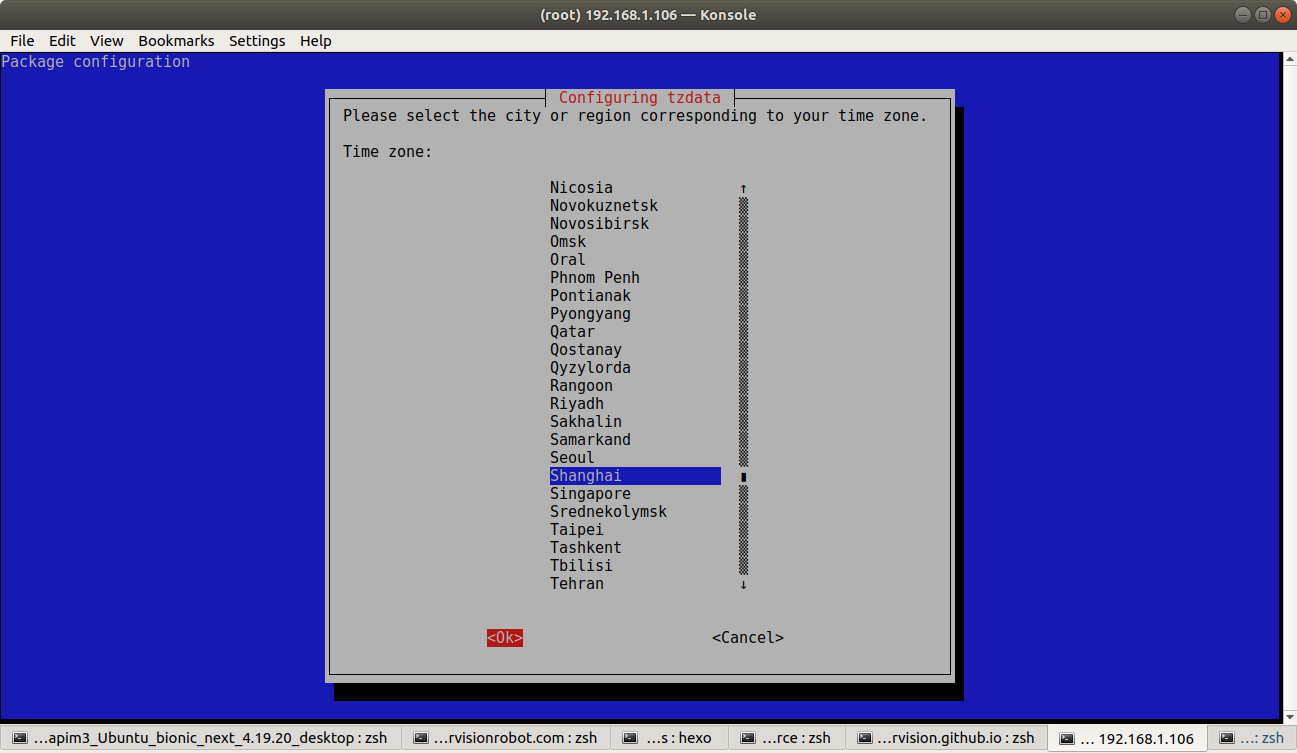 (root) 192.168.1.106 — Konsole
File Edit View Bookmarks Settings Help
Package configuration
Configuring tzdata
Please select the city or region corresponding to your time zone.
Time zone:
Nicosia ↑
Novokuznetsk
Novosibirsk
Omsk
Oral
Phnom Penh
Pontianak
Pyongyang
Qatar
Qostanay
Qyzylorda
Rangoon
Riyadh
Sakhalin
Samarkand
Seoul
Shanghai
Singapore
Srednekolymsk
Taipei
Tashkent
Tbilisi
Tehran ↓
<Ok> <Cancel>
...apim3_Ubuntu_bionic_next_4.19.20_desktop : zsh ...rvisionrobot.com : zsh ...s : hexo ...rce : zsh ...rvision.github.io : zsh ... 192.168.1.106 ...: zsh